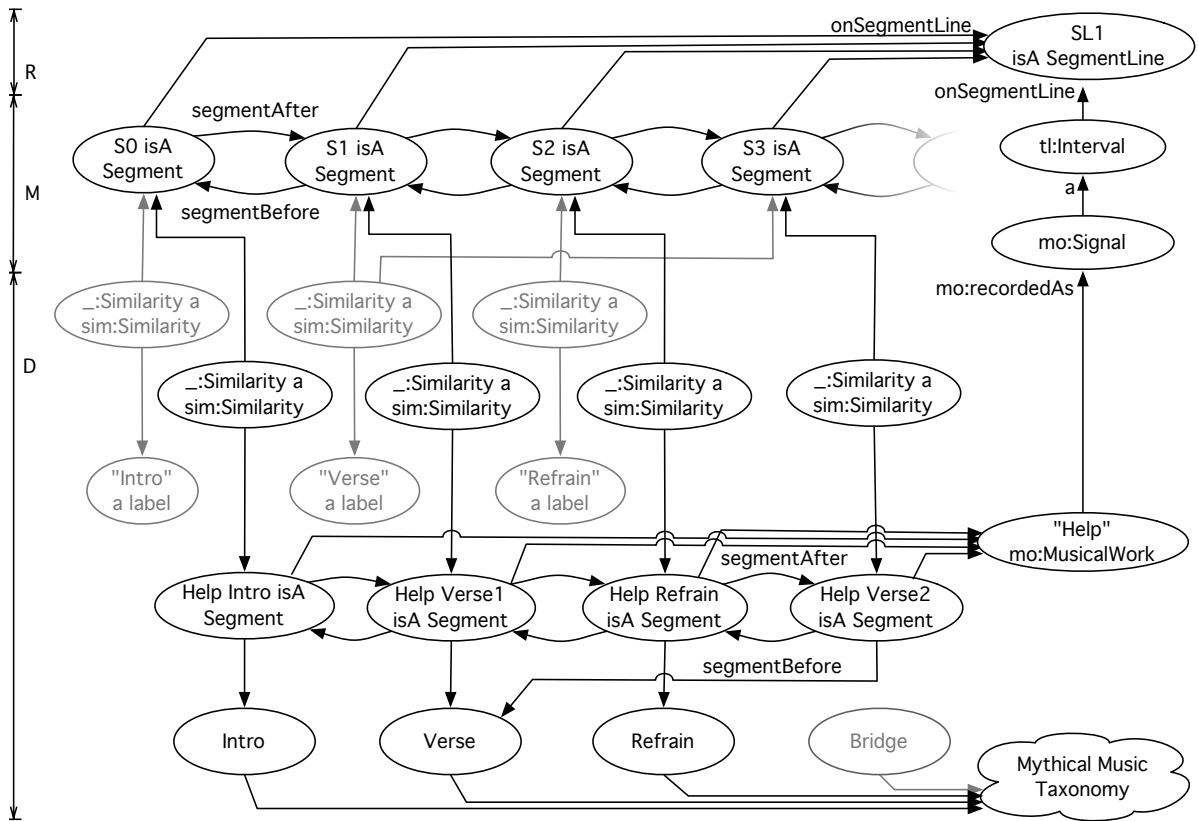 onSegmentLine
SL1
isA SegmentLine
R
onSegmentLine
segmentAfter
S0 isA
Segment
S1 isA
Segment
S2 isA
Segment
S3 isA
Segment
tl:Interval
M
a
segmentBefore
mo:Signal
mo:recordedAs
_:Similarity a
sim:Similarity
_:Similarity a
sim:Similarity
_:Similarity a
sim:Similarity
D
_:Similarity a
sim:Similarity
_:Similarity a
sim:Similarity
_:Similarity a
sim:Similarity
_:Similarity a
sim:Similarity
"Intro"
a label
"Verse"
a label
"Refrain"
a label
"Help"
mo:MusicalWork
segmentAfter
Help Intro isA
Segment
Help Verse1
isA Segment
Help Refrain
isA Segment
Help Verse2
isA Segment
segmentBefore
Intro
Verse
Refrain
Bridge
Mythical Music
Taxonomy